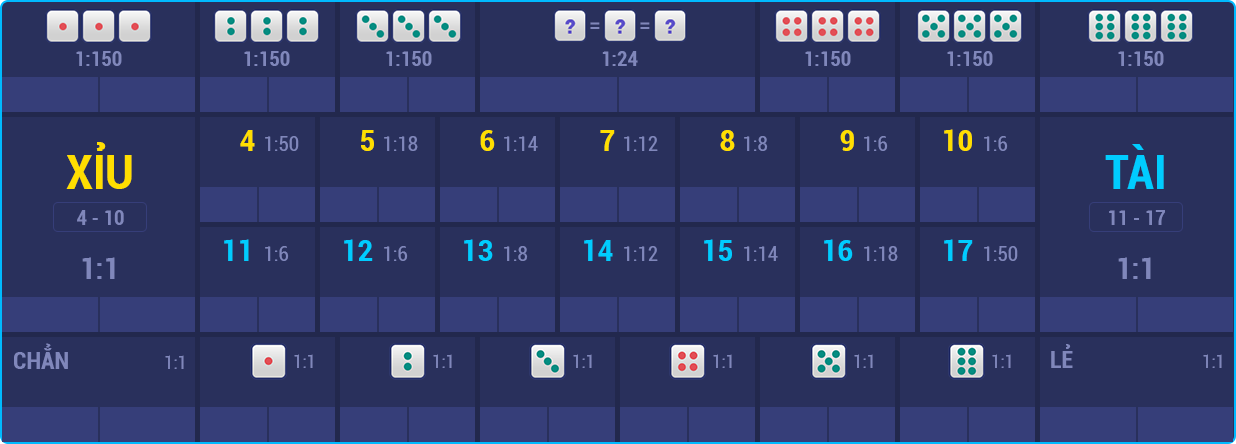 ? = ? = ?
1:150 1:150 1:150 1:24 1:150 1:150 1:150
XỈU
4 - 10
1:1
4 1:50 5 1:18 6 1:14 7 1:12 8 1:8 9 1:6 10 1:6
11 1:6 12 1:6 13 1:8 14 1:12 15 1:14 16 1:18 17 1:50
TÀI
11 - 17
1:1
CHẲN 1:1 1:1 1:1 1:1 1:1 1:1 1:1 LẺ 1:1